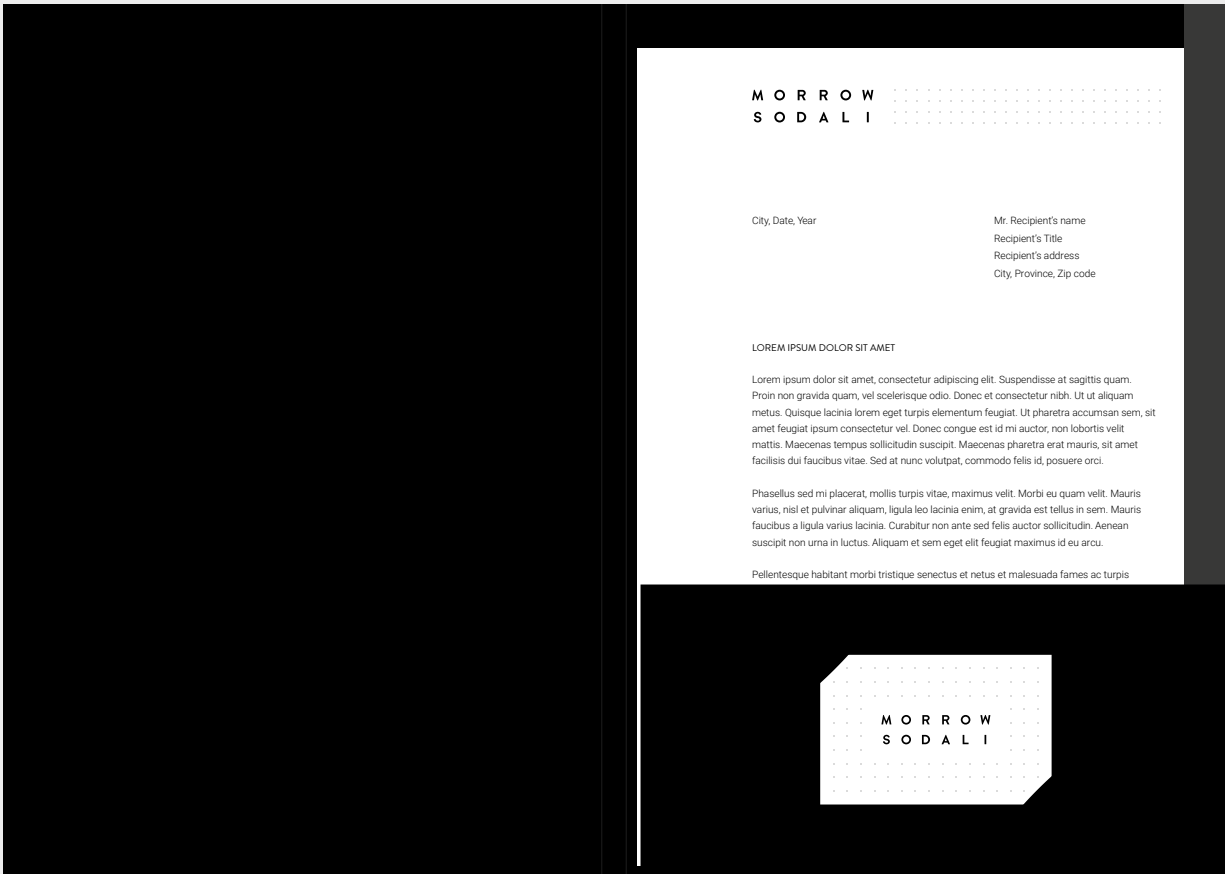 MORROW
SODALI
City, Date, Year
Mr. Recipient's name
Recipient's Title
Recipient's address
City, Province, Zip code
LOREM IPSUM DOLOR SIT AMET
Lorem ipsum dolor sit amet, consectetur adipiscing elit. Suspendisse at sagittis quam.
Proin non gravida quam, vel scelerisque odio. Donec et consectetur nibh. Ut ut aliquam
metus. Quisque lacinia lorem eget turpis elementum feugiat. Ut pharetra accumsan sem, sit
amet feugiat ipsum consectetur vel. Donec congue est id mi auctor, non lobortis velit
mattis. Maecenas tempus sollicitudin suscipit. Maecenas pharetra erat mauris, sit amet
facilisis dui faucibus vitae. Sed at nunc volutpat, commodo felis id, posuere orci.
Phasellus sed mi placerat, mollis turpis vitae, maximus velit. Morbi eu quam velit. Mauris
varius, nisl et pulvinar aliquam, ligula leo lacinia enim, at gravida est tellus in sem. Mauris
faucibus a ligula varius lacinia. Curabitur non ante sed felis auctor sollicitudin. Aenean
suscipit non urna in luctus. Aliquam et sem eget elit feugiat maximus id eu arcu.
Pellentesque habitant morbi tristique senectus et netus et malesuada fames ac turpis
MORROW
SODALI